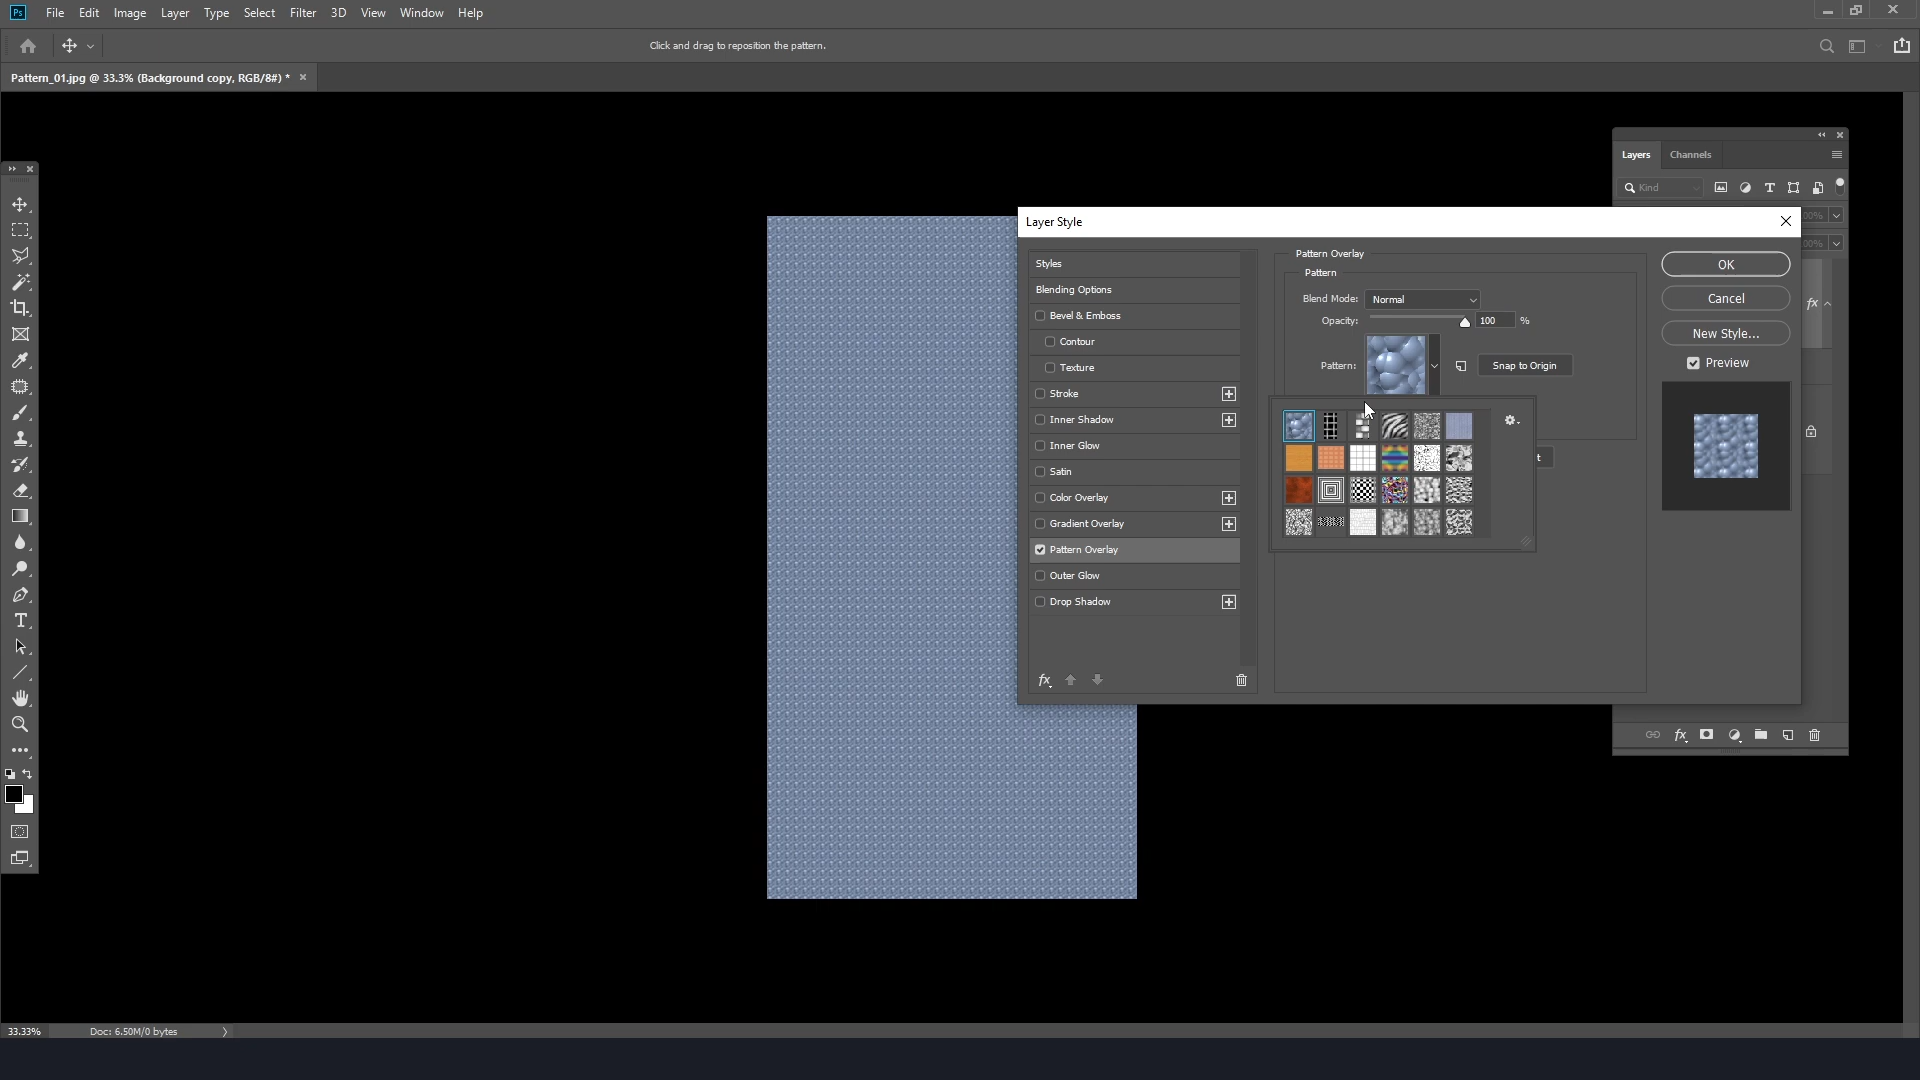 Ps File Edit Image Layer Type Select Filter 3D View Window Help
Click and drag to reposition the pattern.
Pattern_01.jpg @ 33.3% (Background copy, RGB/8#) *
Layers Channels
Kind
Layer Style
Styles
Blending Options
Bevel & Emboss
Contour
Texture
Stroke
Inner Shadow
Inner Glow
Satin
Color Overlay
Gradient Overlay
Pattern Overlay
Outer Glow
Drop Shadow
fx
Pattern Overlay
Pattern
Blend Mode: Normal
Opacity: 100 %
Pattern: Snap to Origin
OK
Cancel
New Style...
Preview
fx
fx
33.33% Doc: 6.50M/0 bytes